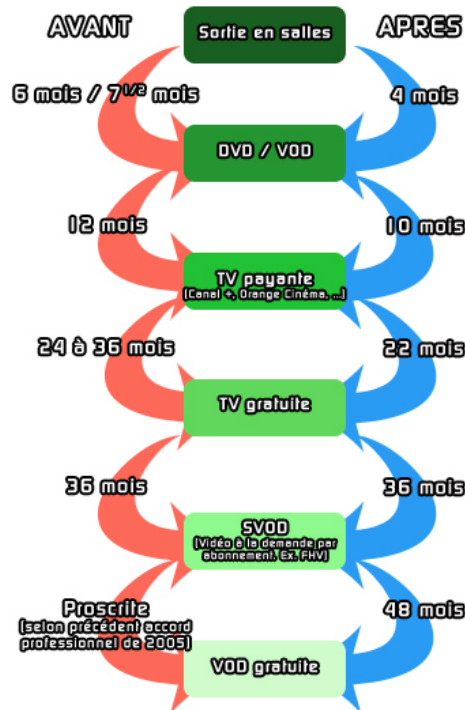 AVANT
Sortie en salles
APRES
6 mois / 7 1/2 mois
4 mois
DVD / VOD
12 mois
10 mois
TV payante
(Canal +, Orange Cinéma, ...)
24 à 36 mois
22 mois
TV gratuite
36 mois
36 mois
SVOD
(Vidéo à la demande par
abonnement. Ex. FHV)
Proscrite
(selon précédent accord
professionnel de 2005)
48 mois
VOD gratuite